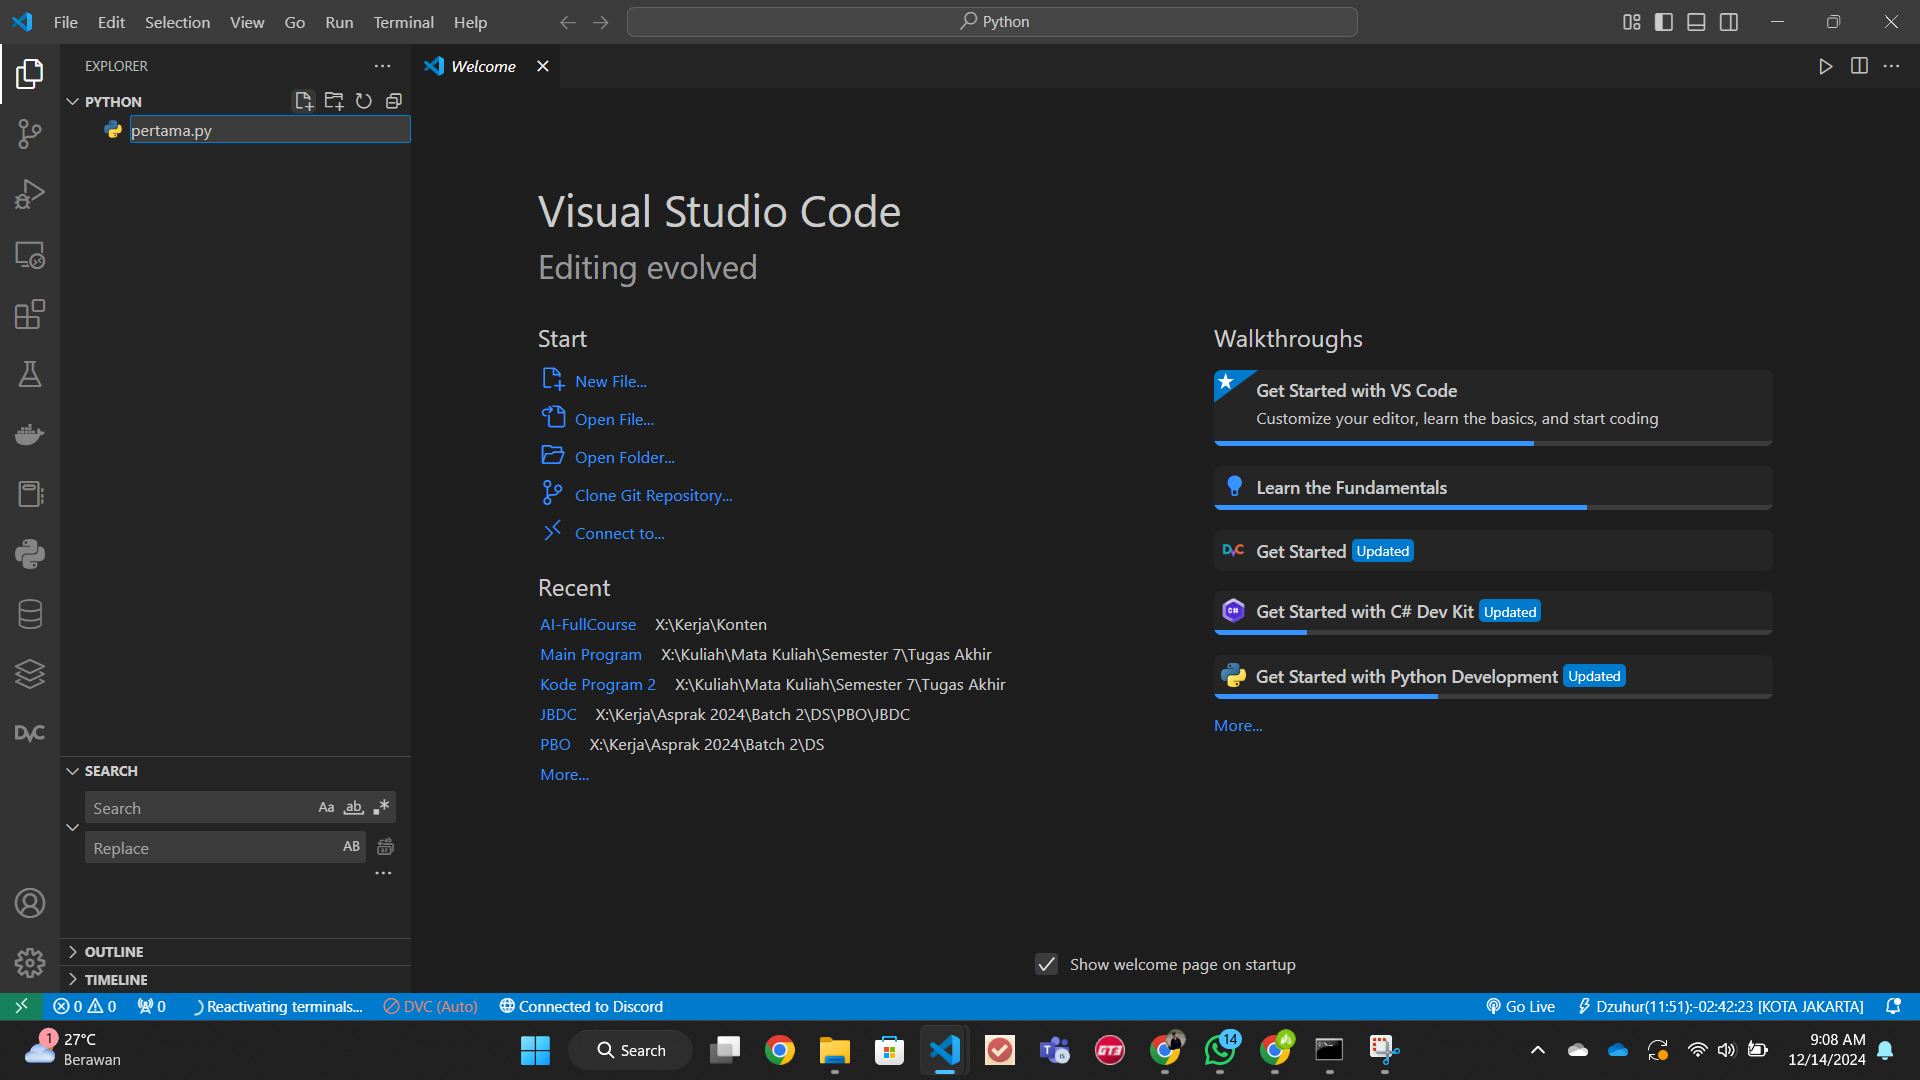 File Edit Selection View Go Run Terminal Help
Python
EXPLORER
PYTHON
pertama.py
SEARCH
Search
Aa ab
Replace
AB
OUTLINE
TIMELINE
Welcome
Visual Studio Code
Editing evolved
Start
New File...
Open File...
Open Folder...
Clone Git Repository...
Connect to...
Recent
AI-FullCourse X:\Kerja\Konten
Main Program X:\Kuliah\Mata Kuliah\Semester 7\Tugas Akhir
Kode Program 2 X:\Kuliah\Mata Kuliah\Semester 7\Tugas Akhir
JBDC X:\Kerja\Asprak 2024\Batch 2\DS\PBO\JBDC
PBO X:\Kerja\Asprak 2024\Batch 2\DS
More...
Walkthroughs
Get Started with VS Code
Customize your editor, learn the basics, and start coding
Learn the Fundamentals
DVC Get Started Updated
C# Get Started with C# Dev Kit Updated
Get Started with Python Development Updated
More...
Show welcome page on startup
DVC
0 0 0 Reactivating terminals... DVC (Auto) Connected to Discord
Go Live Dzuhur(11:51):-02:42:23 [KOTA JAKARTA]
1
27°C
Berawan
Search
GT3
14
9:08 AM
12/14/2024